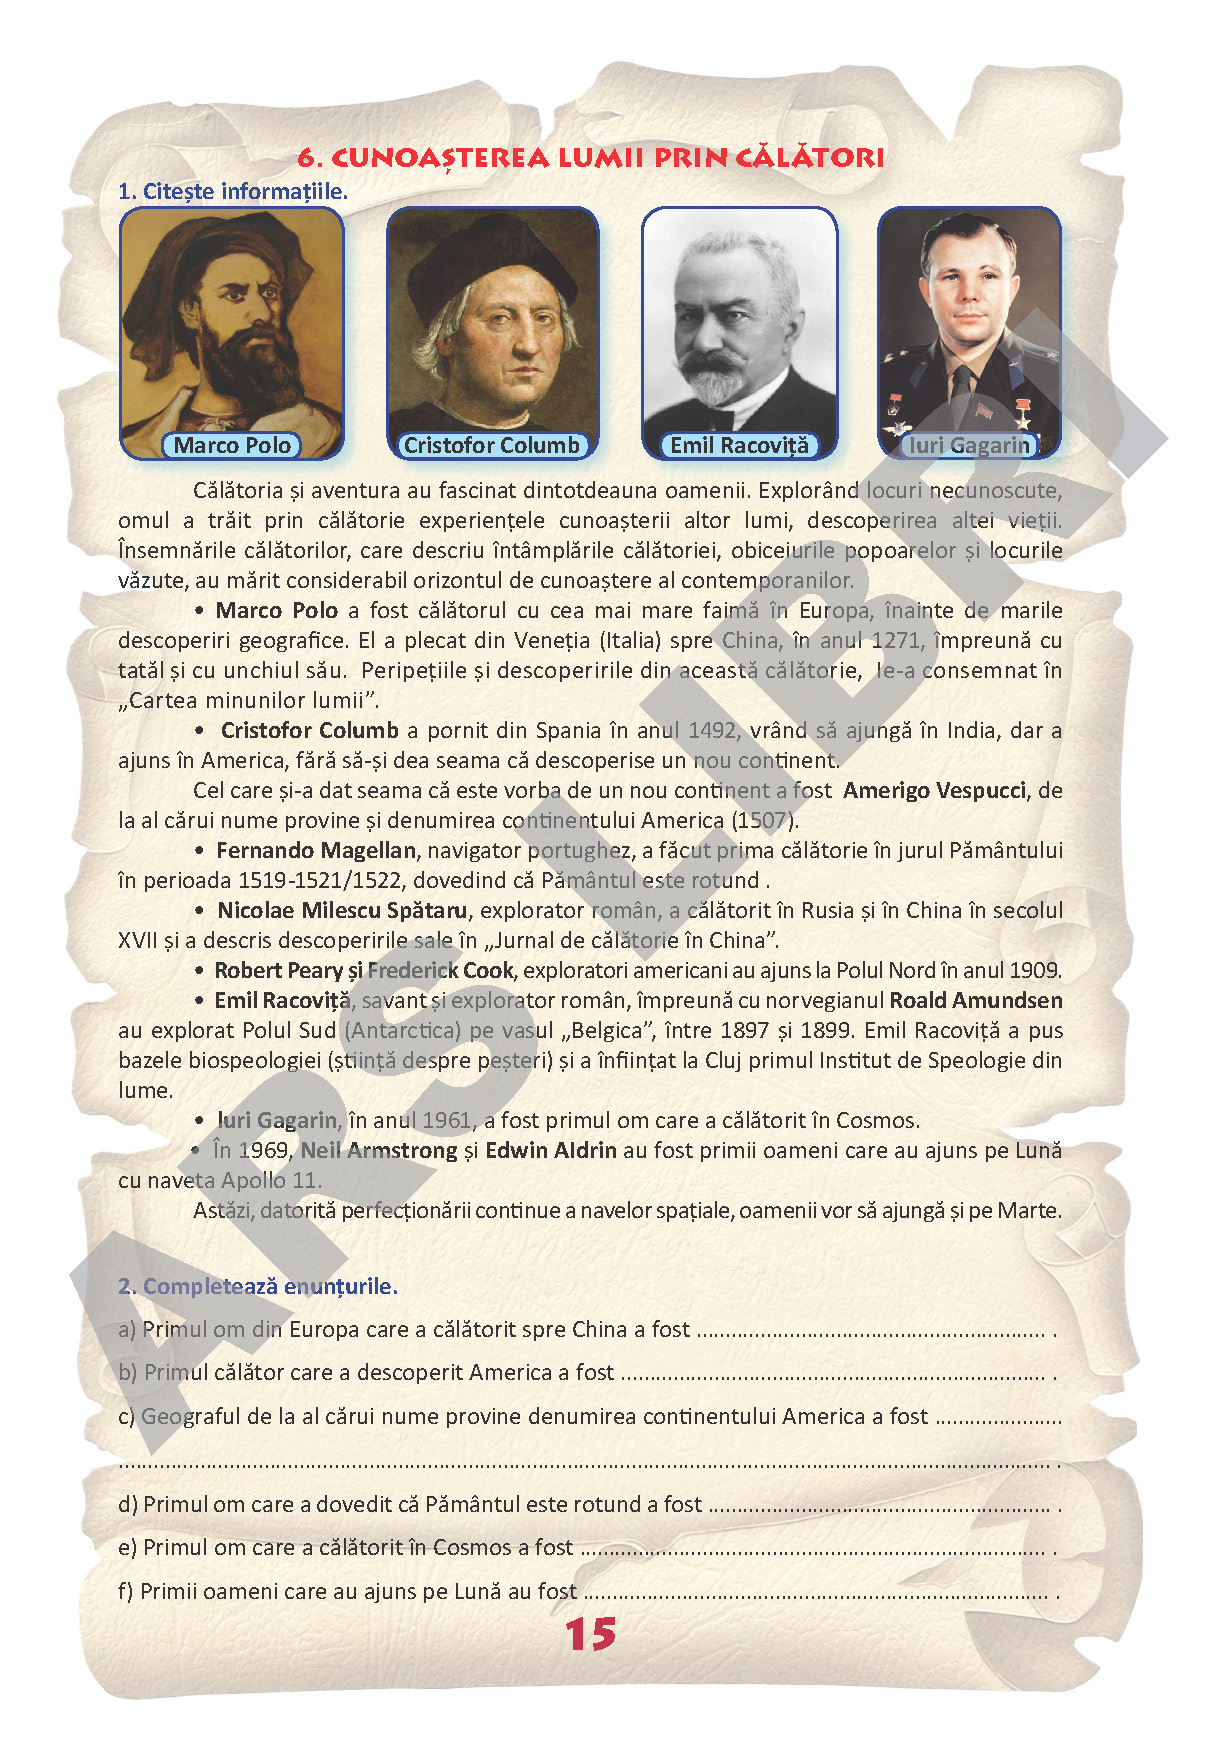 6. CUNOAȘTEREA LUMII PRIN CĂLĂTORI
1. Citește informațiile.
Marco Polo
Cristofor Columb
Emil Racoviță
Iuri Gagarin
Călătoria și aventura au fascinat dintotdeauna oamenii. Explorând locuri necunoscute,
omul a trăit prin călătorie experiențele cunoașterii altor lumi, descoperirea altei vieții.
Însemnările călătorilor, care descriu întâmplările călătoriei, obiceiurile popoarelor și locurile
văzute, au mărit considerabil orizontul de cunoaștere al contemporanilor.
• Marco Polo a fost călătorul cu cea mai mare faimă în Europa, înainte de marile
descoperiri geografice. El a plecat din Veneția (Italia) spre China, în anul 1271, împreună cu
tatăl și cu unchiul său. Peripețiile și descoperirile din această călătorie, le-a consemnat în
„Cartea minunilor lumii”.
• Cristofor Columb a pornit din Spania în anul 1492, vrând să ajungă în India, dar a
ajuns în America, fără să-și dea seama că descoperise un nou continent.
Cel care și-a dat seama că este vorba de un nou continent a fost Amerigo Vespucci, de
la al cărui nume provine și denumirea continentului America (1507).
• Fernando Magellan, navigator portughez, a făcut prima călătorie în jurul Pământului
în perioada 1519-1521/1522, dovedind că Pământul este rotund .
• Nicolae Milescu Spătaru, explorator român, a călătorit în Rusia și în China în secolul
XVII și a descris descoperirile sale în „Jurnal de călătorie în China”.
• Robert Peary și Frederick Cook, exploratori americani au ajuns la Polul Nord în anul 1909.
• Emil Racoviță, savant și explorator român, împreună cu norvegianul Roald Amundsen
au explorat Polul Sud (Antarctica) pe vasul „Belgica”, între 1897 și 1899. Emil Racoviță a pus
bazele biospeologiei (știință despre peșteri) și a înființat la Cluj primul Institut de Speologie din
lume.
• Iuri Gagarin, în anul 1961, a fost primul om care a călătorit în Cosmos.
• În 1969, Neil Armstrong și Edwin Aldrin au fost primii oameni care au ajuns pe Lună
cu naveta Apollo 11.
Astăzi, datorită perfecționării continue a navelor spațiale, oamenii vor să ajungă și pe Marte.
2. Completează enunțurile.
a) Primul om din Europa care a călătorit spre China a fost ............................................................ .
b) Primul călător care a descoperit America a fost ......................................................................... .
c) Geograful de la al cărui nume provine denumirea continentului America a fost ......................
................................................................................................................................................................ .
d) Primul om care a dovedit că Pământul este rotund a fost ........................................................... .
e) Primul om care a călătorit în Cosmos a fost ................................................................................ .
f) Primii oameni care au ajuns pe Lună au fost ................................................................................ .
15
ARS LIBRI